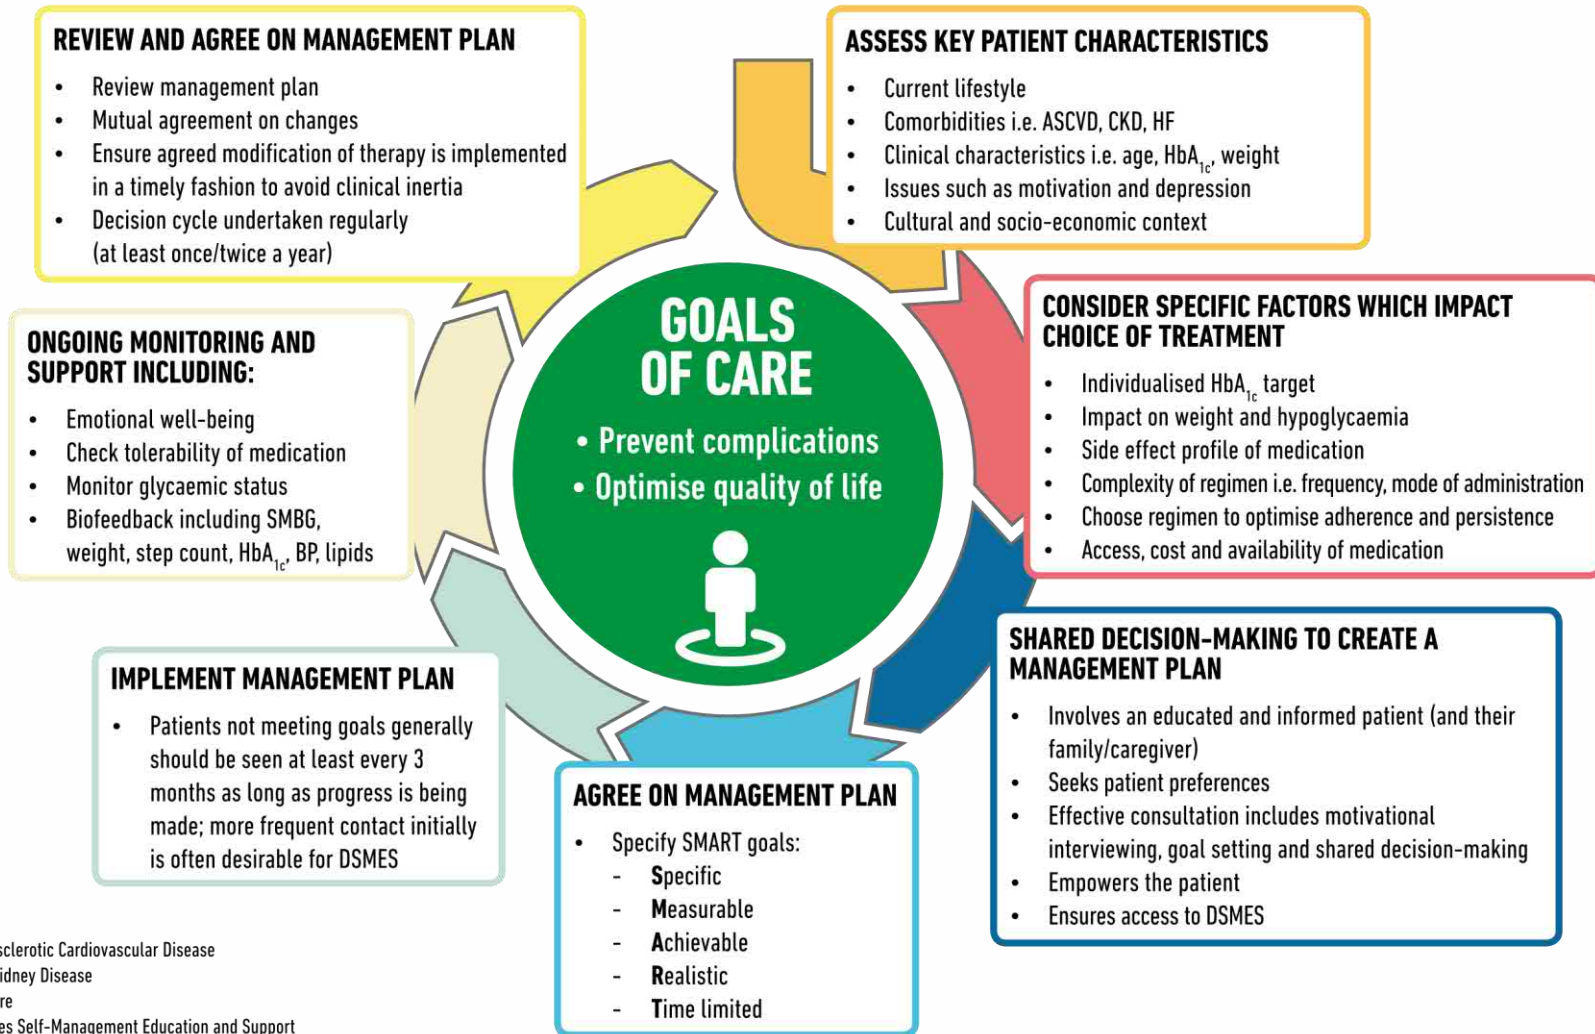 REVIEW AND AGREE ON MANAGEMENT PLAN
• Review management plan
• Mutual agreement on changes
• Ensure agreed modification of therapy is implemented
in a timely fashion to avoid clinical inertia
• Decision cycle undertaken regularly
(at least once/twice a year)
ASSESS KEY PATIENT CHARACTERISTICS
• Current lifestyle
• Comorbidities i.e. ASCVD, CKD, HF
• Clinical characteristics i.e. age, HbA1c, weight
• Issues such as motivation and depression
• Cultural and socio-economic context
CONSIDER SPECIFIC FACTORS WHICH IMPACT
CHOICE OF TREATMENT
• Individualised HbA1c target
• Impact on weight and hypoglycaemia
• Side effect profile of medication
• Complexity of regimen i.e. frequency, mode of administration
• Choose regimen to optimise adherence and persistence
• Access, cost and availability of medication
SHARED DECISION-MAKING TO CREATE A
MANAGEMENT PLAN
• Involves an educated and informed patient (and their
family/caregiver)
• Seeks patient preferences
• Effective consultation includes motivational
interviewing, goal setting and shared decision-making
• Empowers the patient
• Ensures access to DSMES
AGREE ON MANAGEMENT PLAN
• Specify SMART goals:
- Specific
- Measurable
- Achievable
- Realistic
- Time limited
IMPLEMENT MANAGEMENT PLAN
• Patients not meeting goals generally
should be seen at least every 3
months as long as progress is being
made; more frequent contact initially
is often desirable for DSMES
ONGOING MONITORING AND
SUPPORT INCLUDING:
• Emotional well-being
• Check tolerability of medication
• Monitor glycaemic status
• Biofeedback including SMBG,
weight, step count, HbA1c, BP, lipids
GOALS
OF CARE
• Prevent complications
• Optimise quality of life
Cardiovascular Disease
Disease
Self-Management Education and Support